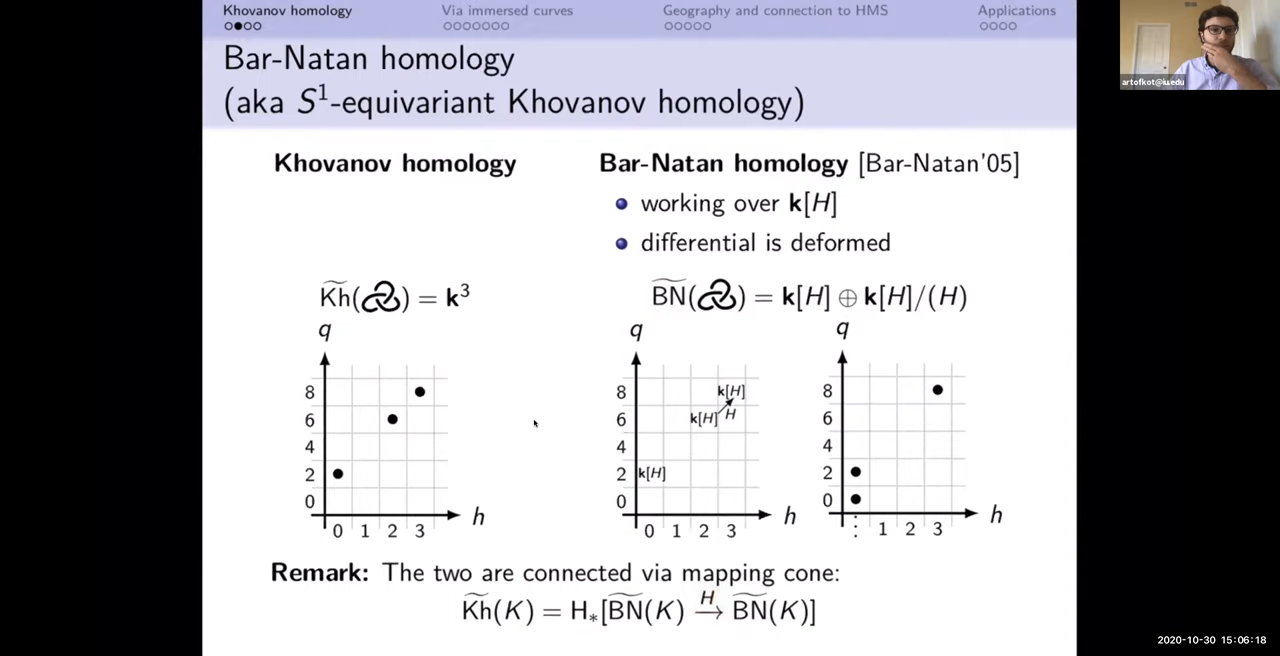 Khovanov homology Via immersed curves Geography and connection to HMS Applications
Bar-Natan homology
(aka S¹-equivariant Khovanov homology)
Khovanov homology Bar-Natan homology [Bar-Natan'05]
working over k[H]
differential is deformed
K̃h( ) = k³ B̃N( ) = k[H] ⊕ k[H]/(H)
q q q
8 8 k[H] 8
6 6 k[H] H 6
4 4 4
2 2 k[H] 2
0 0 0
h h h
0 1 2 3 0 1 2 3 ⋮ 1 2 3
Remark: The two are connected via mapping cone:
K̃h(K) = H∗[B̃N(K) →ᴴ B̃N(K)]
artofkot@iu.edu
2020-10-30 15:06:18